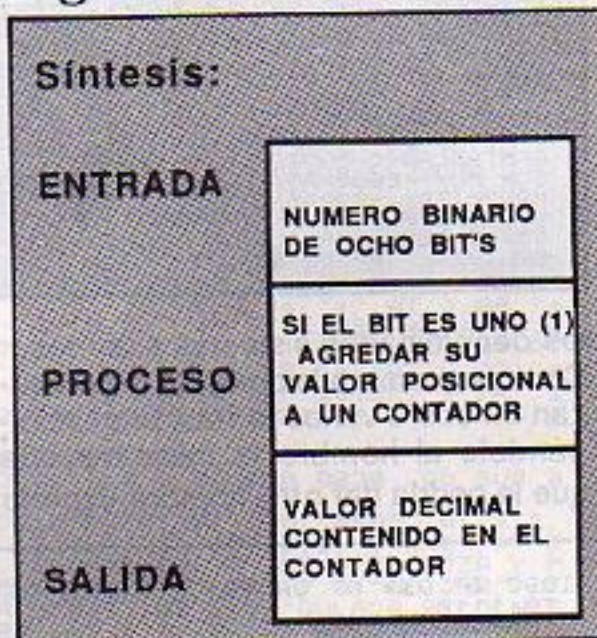 Síntesis:
ENTRADA
NUMERO BINARIO
DE OCHO BIT'S
PROCESO
SI EL BIT ES UNO (1)
AGREDAR SU
VALOR POSICIONAL
A UN CONTADOR
SALIDA
VALOR DECIMAL
CONTENIDO EN EL
CONTADOR